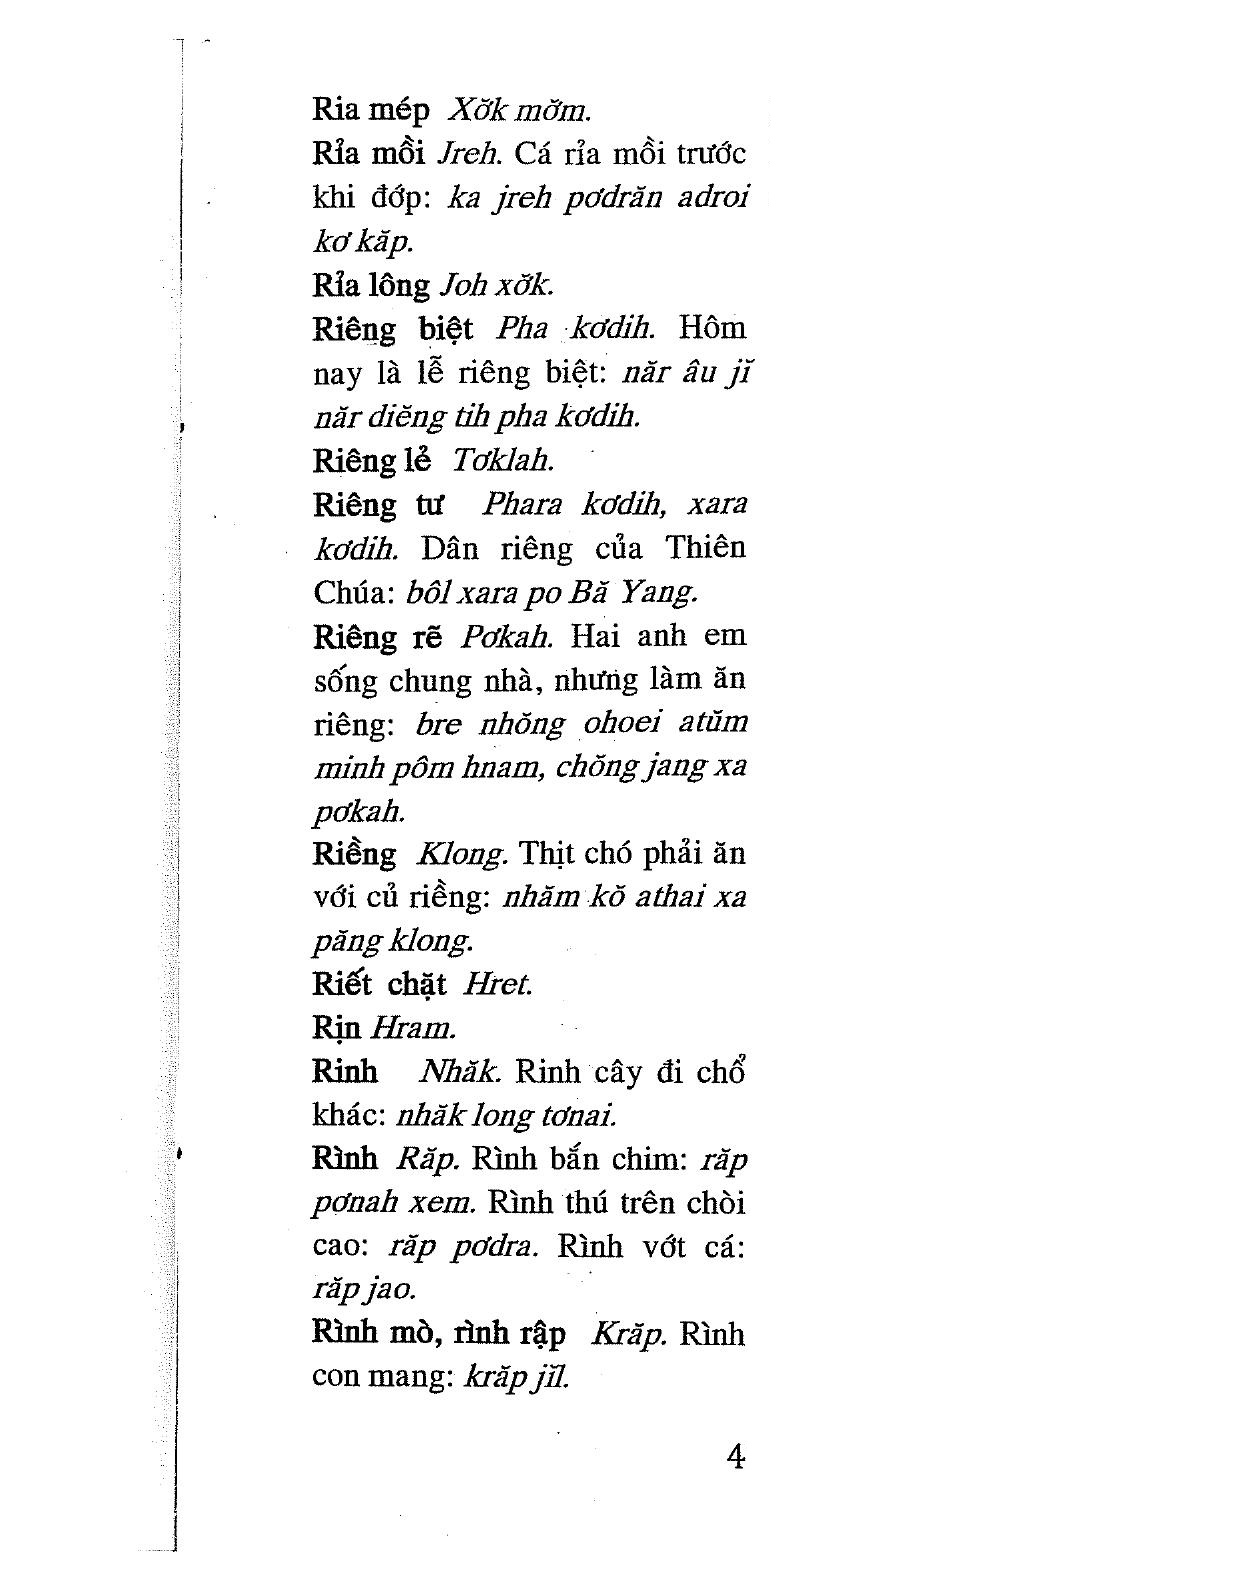 Ria mép Xơ̆k mơ̆m.
Rỉa mồi Jreh. Cá rỉa mồi trước
khi đớp: ka jreh pơdrăn adroi
kơ kăp.
Rỉa lông Joh xơ̆k.
Riêng biệt Pha kơdih. Hôm
nay là lễ riêng biệt: năr âu jĭ
năr diĕng tih pha kơdih.
Riêng lẻ Tơklah.
Riêng tư Phara kơdih, xara
kơdih. Dân riêng của Thiên
Chúa: bôl xara po Bă Yang.
Riêng rẽ Pơkah. Hai anh em
sống chung nhà, nhưng làm ăn
riêng: bre nhŏng ohoei atŭm
minh pôm hnam, chŏng jang xa
pơkah.
Riềng Klong. Thịt chó phải ăn
với củ riềng: nhăm kŏ athai xa
păng klong.
Riết chặt Hret.
Rịn Hram.
Rinh Nhăk. Rinh cây đi chổ
khác: nhăk long tơnai.
Rình Răp. Rình bắn chim: răp
pơnah xem. Rình thú trên chòi
cao: răp pơdra. Rình vớt cá:
răp jao.
Rình mò, rình rập Krăp. Rình
con mang: krăp jĭl.
4